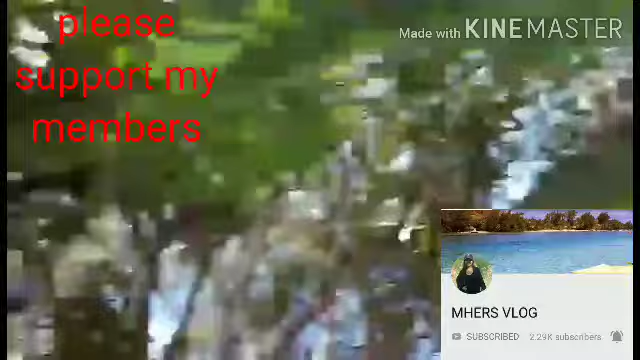 please
support my
members
Made with KINEMASTER
MHERS VLOG
SUBSCRIBED 2.29K subscribers